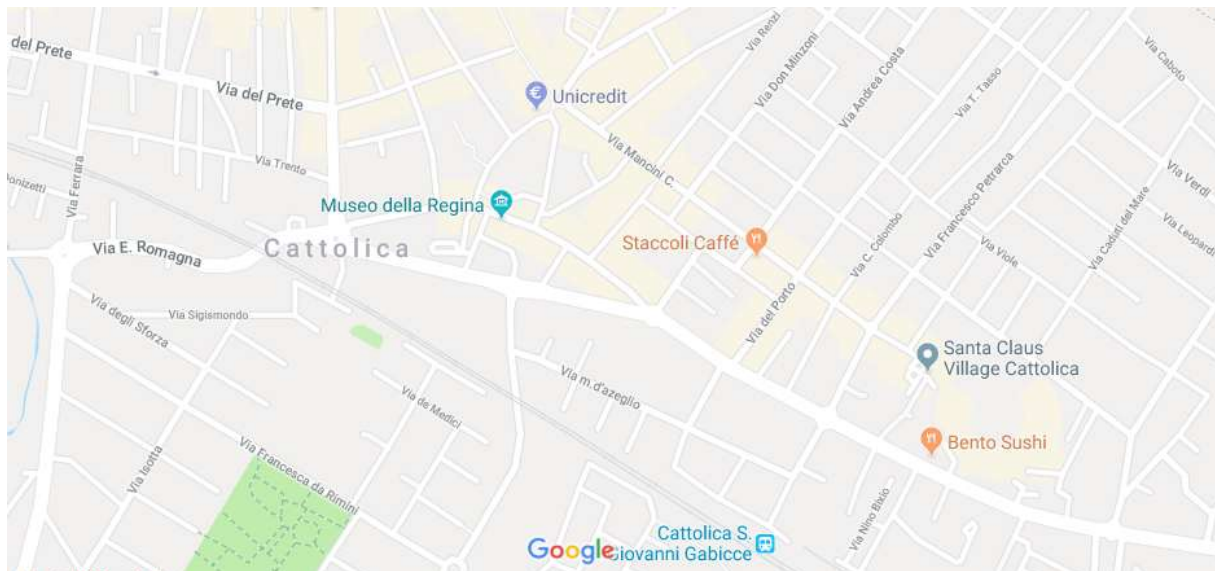 del Prete
Via del Prete
Unicredit
Via Renzi
Via Don Minzoni
Via Andrea Costa
Via T. Tasso
Via Caboto
Via Trento
Via Ferrara
Via Mancini C.
Via Francesco Petrarca
Via Verdi
Donizetti
Museo della Regina
Via Caduti del Mare
Via Leopardi
Via E. Romagna
Cattolica
Staccoli Caffé
Via C. Colombo
Via Viole
Via degli Sforza
Via Sigismondo
Via del Porto
Santa Claus
Village Cattolica
Via m.d'azeglio
Via de Medici
Bento Sushi
Via Isotta
Via Francesca da Rimini
Via Nino Bixio
Cattolica S.
Google
Giovanni Gabicce